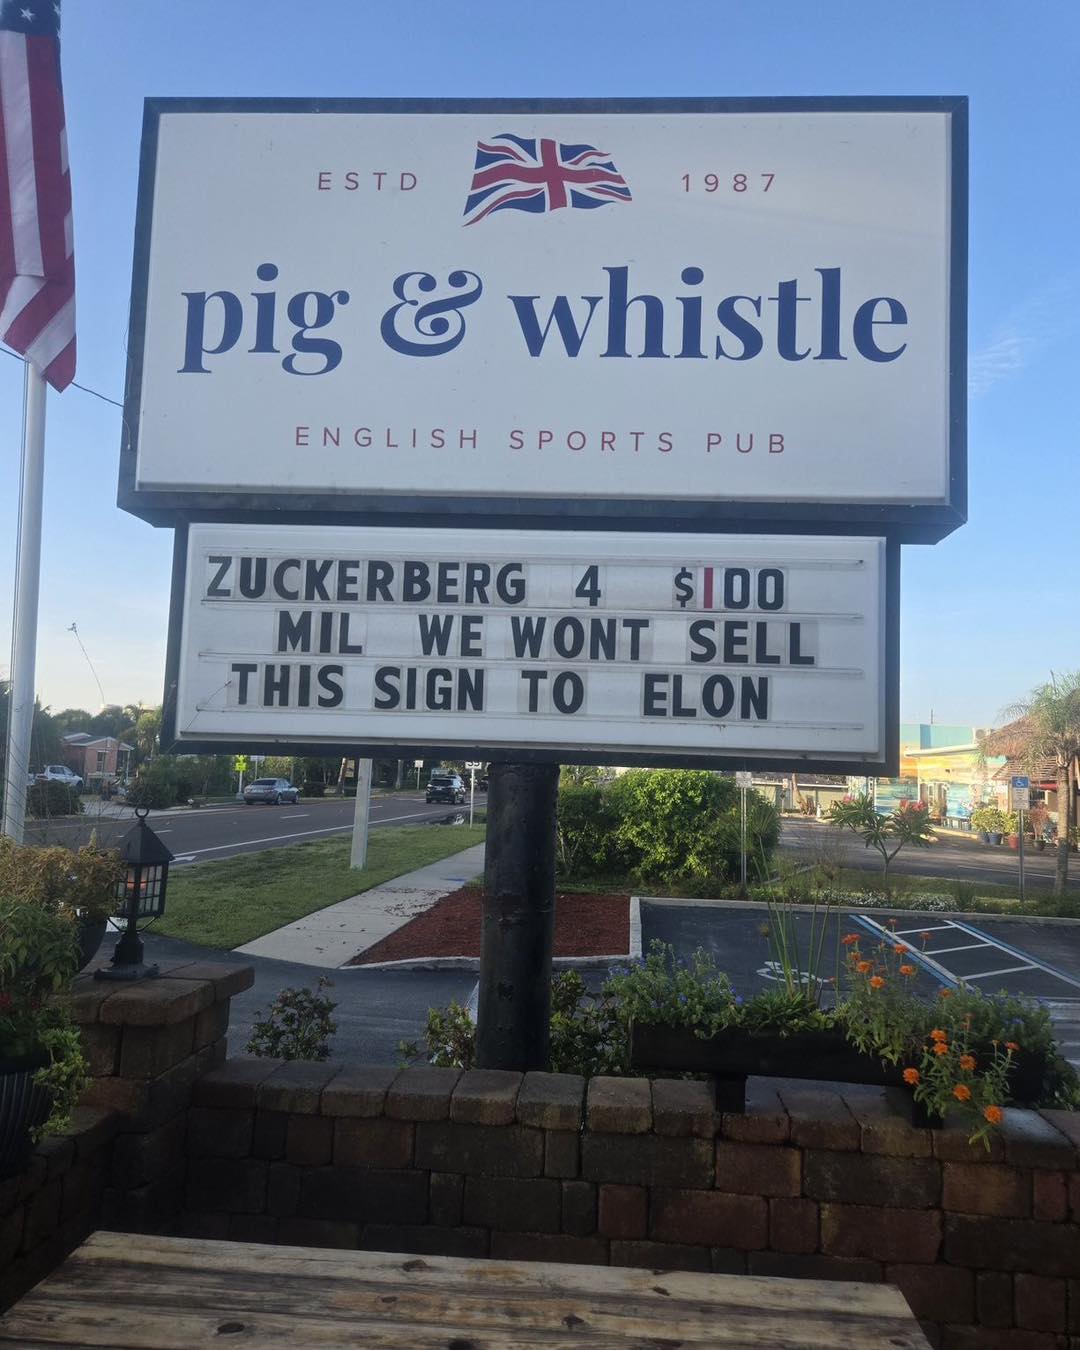 ESTD 1987
pig & whistle
ENGLISH SPORTS PUB
ZUCKERBERG 4 $100
MIL WE WONT SELL
THIS SIGN TO ELON